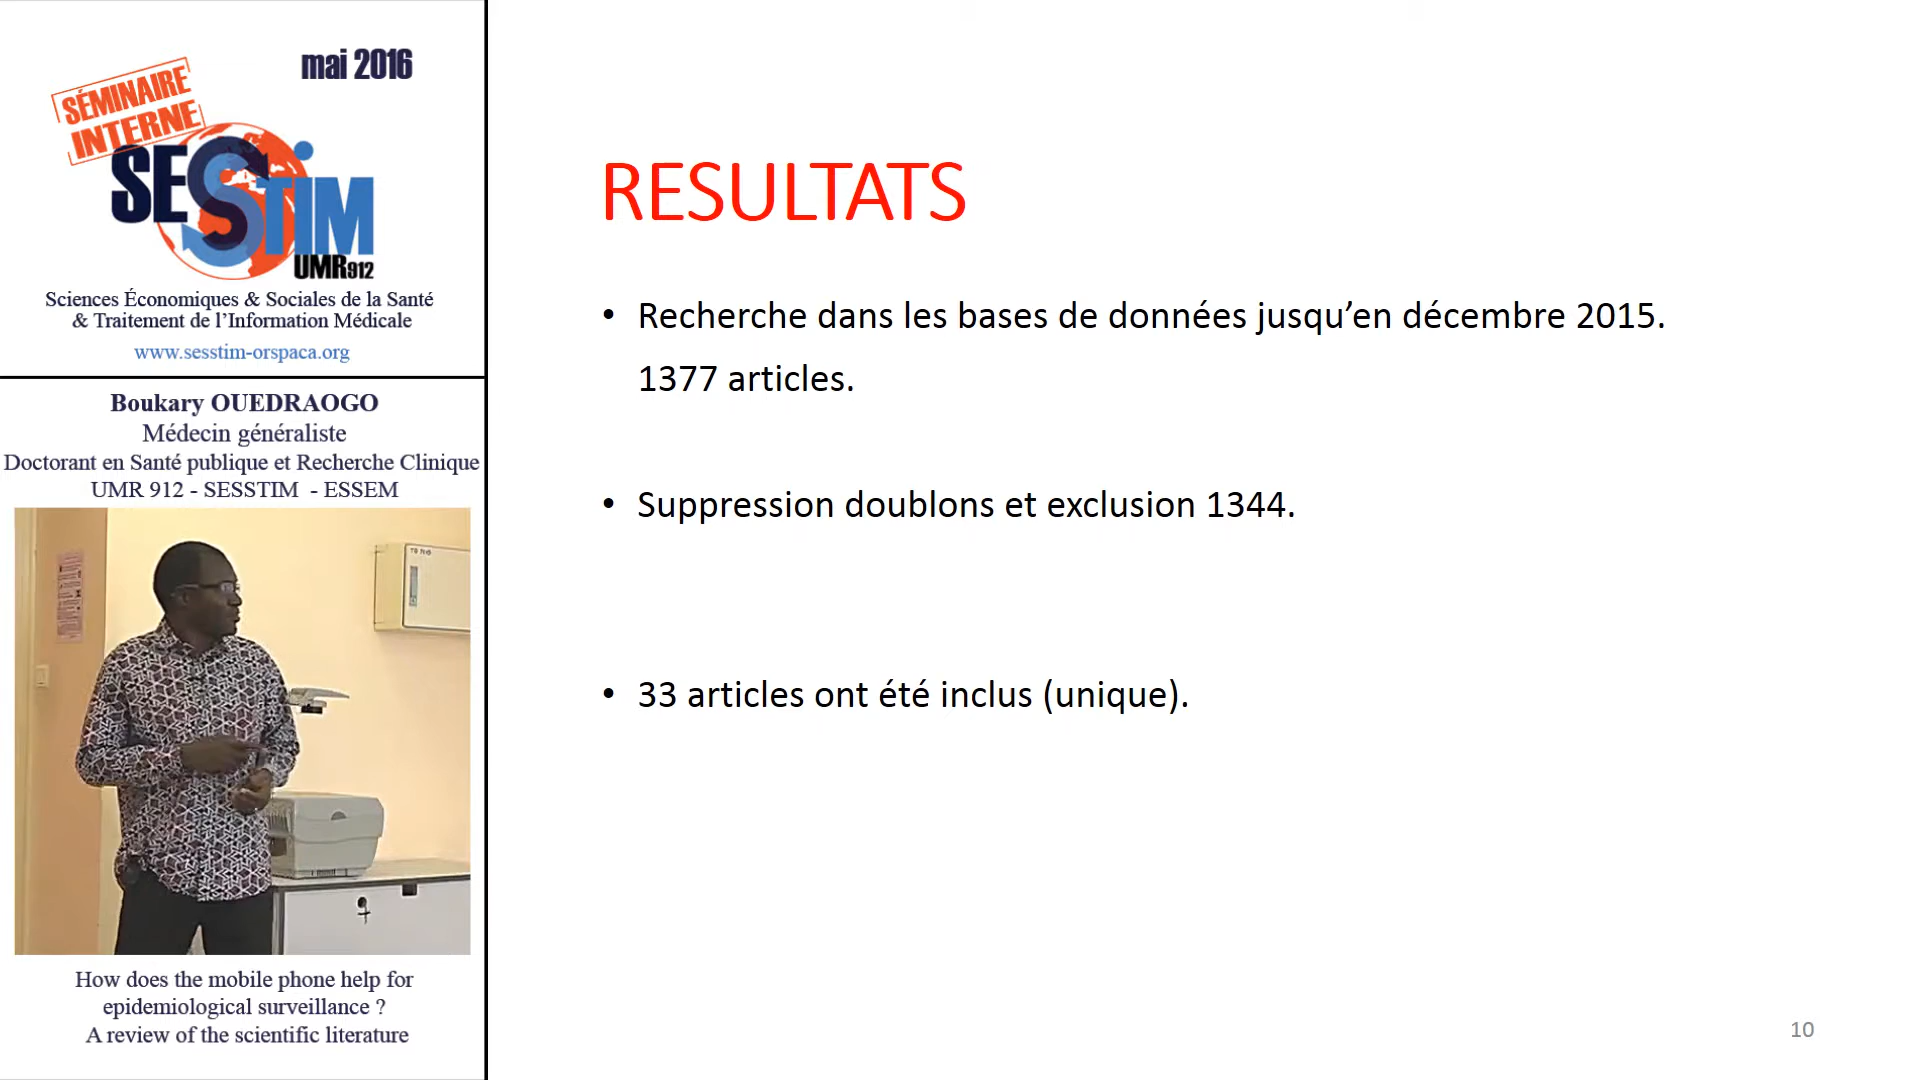 mai 2016
SÉMINAIRE
INTERNE
SESSTIM
UMR912
Sciences Économiques & Sociales de la Santé
& Traitement de l’Information Médicale
www.sesstim-orspaca.org
Boukary OUEDRAOGO
Médecin généraliste
Doctorant en Santé publique et Recherche Clinique
UMR 912 - SESSTIM - ESSEM
How does the mobile phone help for
epidemiological surveillance ?
A review of the scientific literature
RESULTATS
• Recherche dans les bases de données jusqu’en décembre 2015.
1377 articles.
• Suppression doublons et exclusion 1344.
• 33 articles ont été inclus (unique).
10